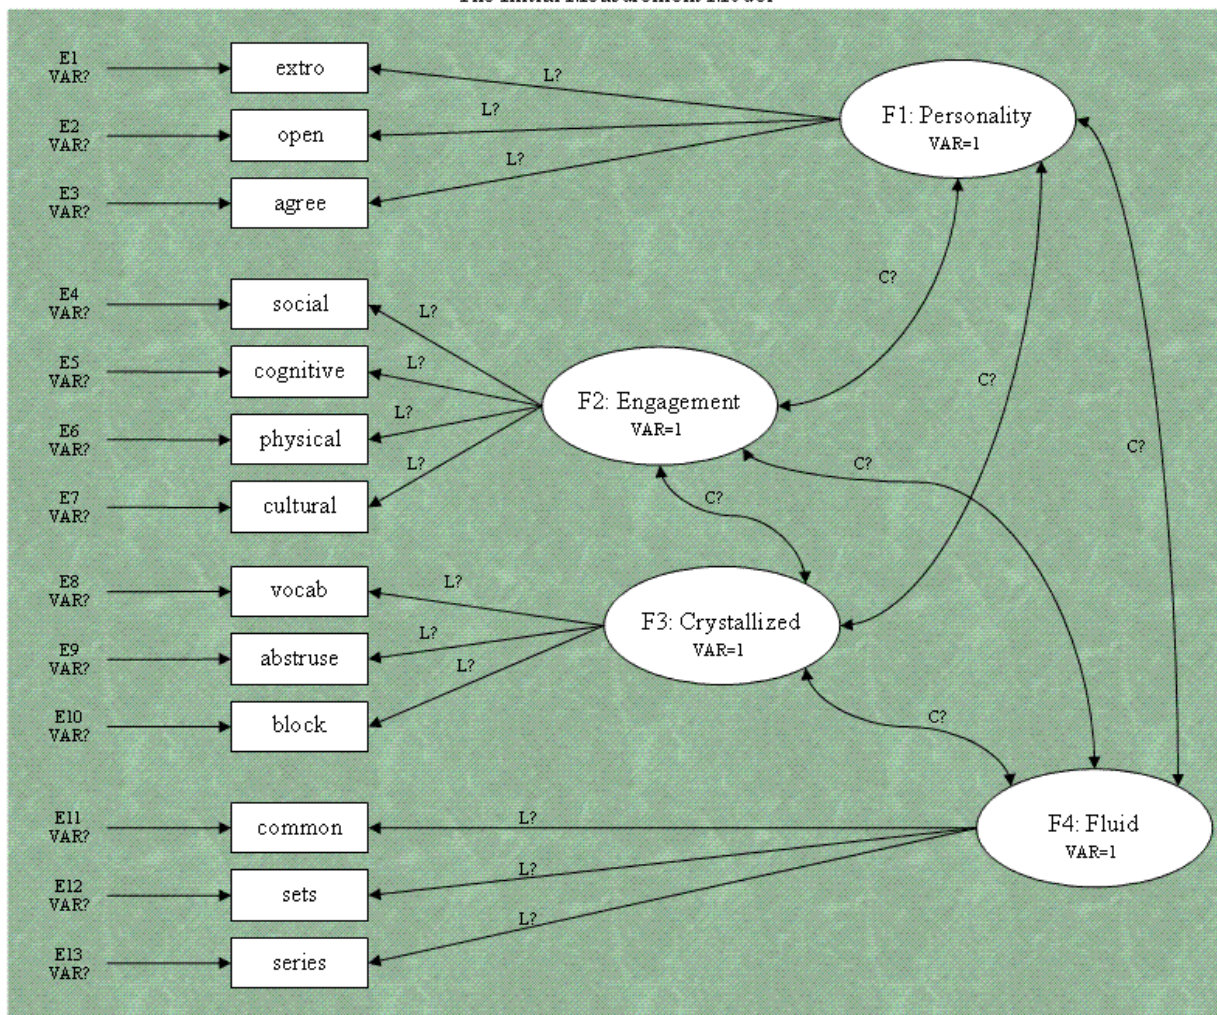 The Initial Measurement Model
E1
VAR?
extro
L?
F1: Personality
VAR=1
E2
VAR?
open
L?
E3
VAR?
agree
L?
C?
E4
VAR?
social
L?
E5
VAR?
cognitive
L?
C?
F2: Engagement
VAR=1
E6
VAR?
physical
L?
C?
C?
E7
VAR?
cultural
L?
C?
E8
VAR?
vocab
L?
F3: Crystallized
VAR=1
E9
VAR?
abstruse
L?
E10
VAR?
block
L?
C?
E11
VAR?
common
L?
F4: Fluid
VAR=1
E12
VAR?
sets
L?
E13
VAR?
series
L?